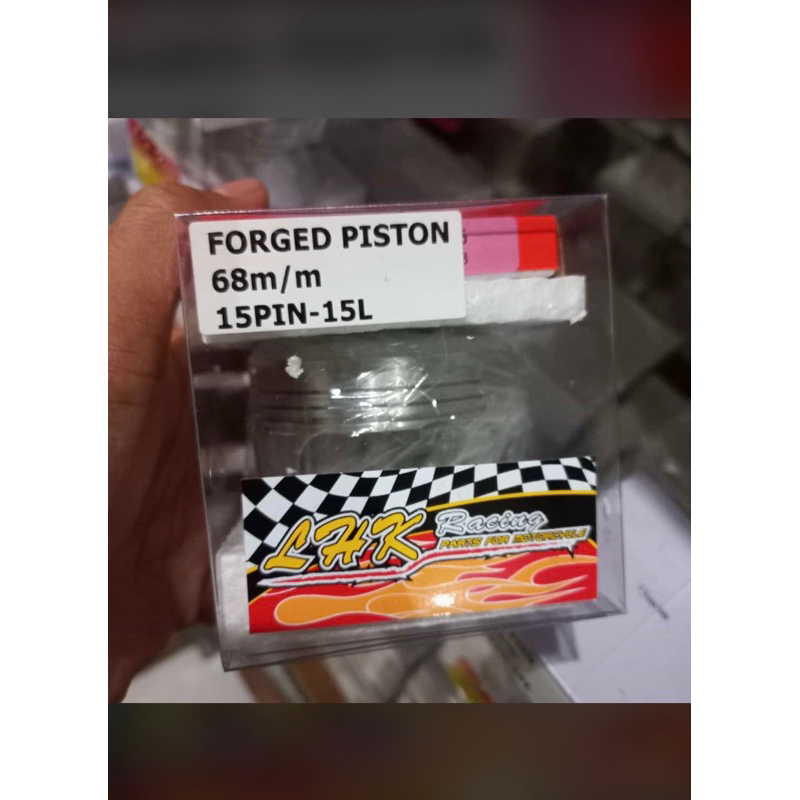 FORGED PISTON
68m/m
15PIN-15L
LHK Racing
PARTS FOR MOTORCYCLE